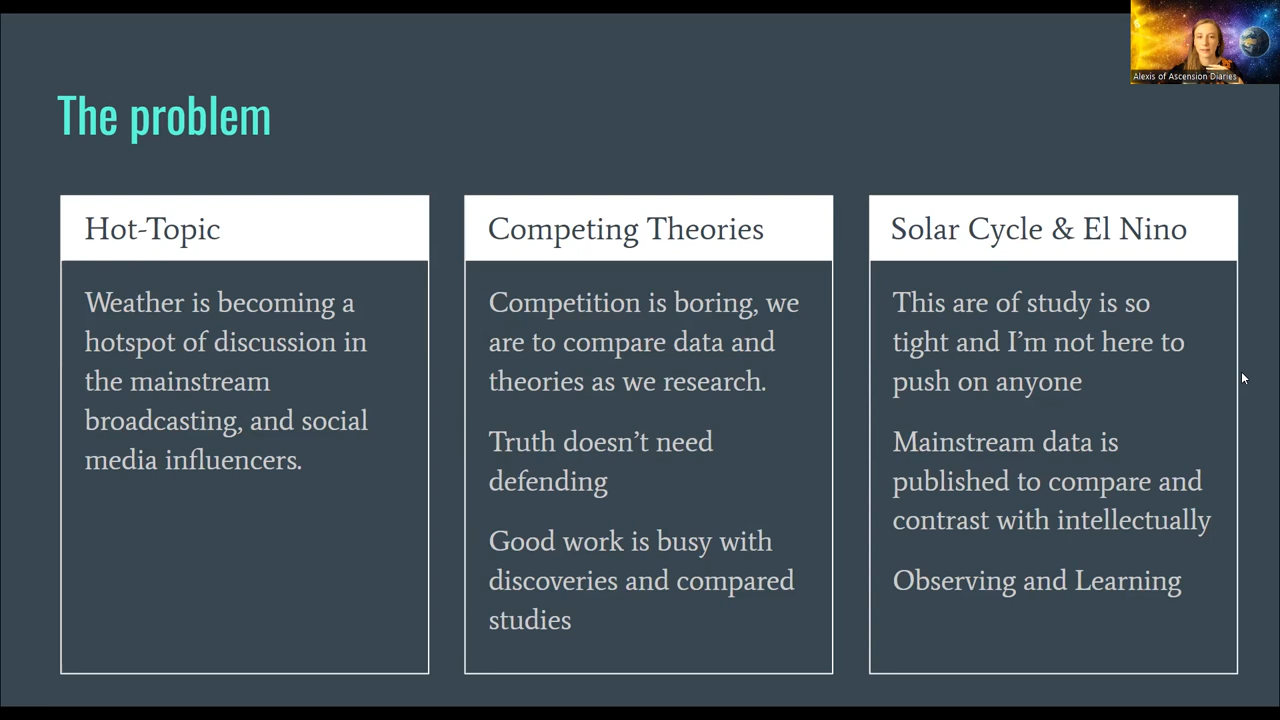 Alexis of Ascension Diaries
The problem
Hot-Topic
Weather is becoming a
hotspot of discussion in
the mainstream
broadcasting, and social
media influencers.
Competing Theories
Competition is boring, we
are to compare data and
theories as we research.
Truth doesn’t need
defending
Good work is busy with
discoveries and compared
studies
Solar Cycle & El Nino
This are of study is so
tight and I’m not here to
push on anyone
Mainstream data is
published to compare and
contrast with intellectually
Observing and Learning